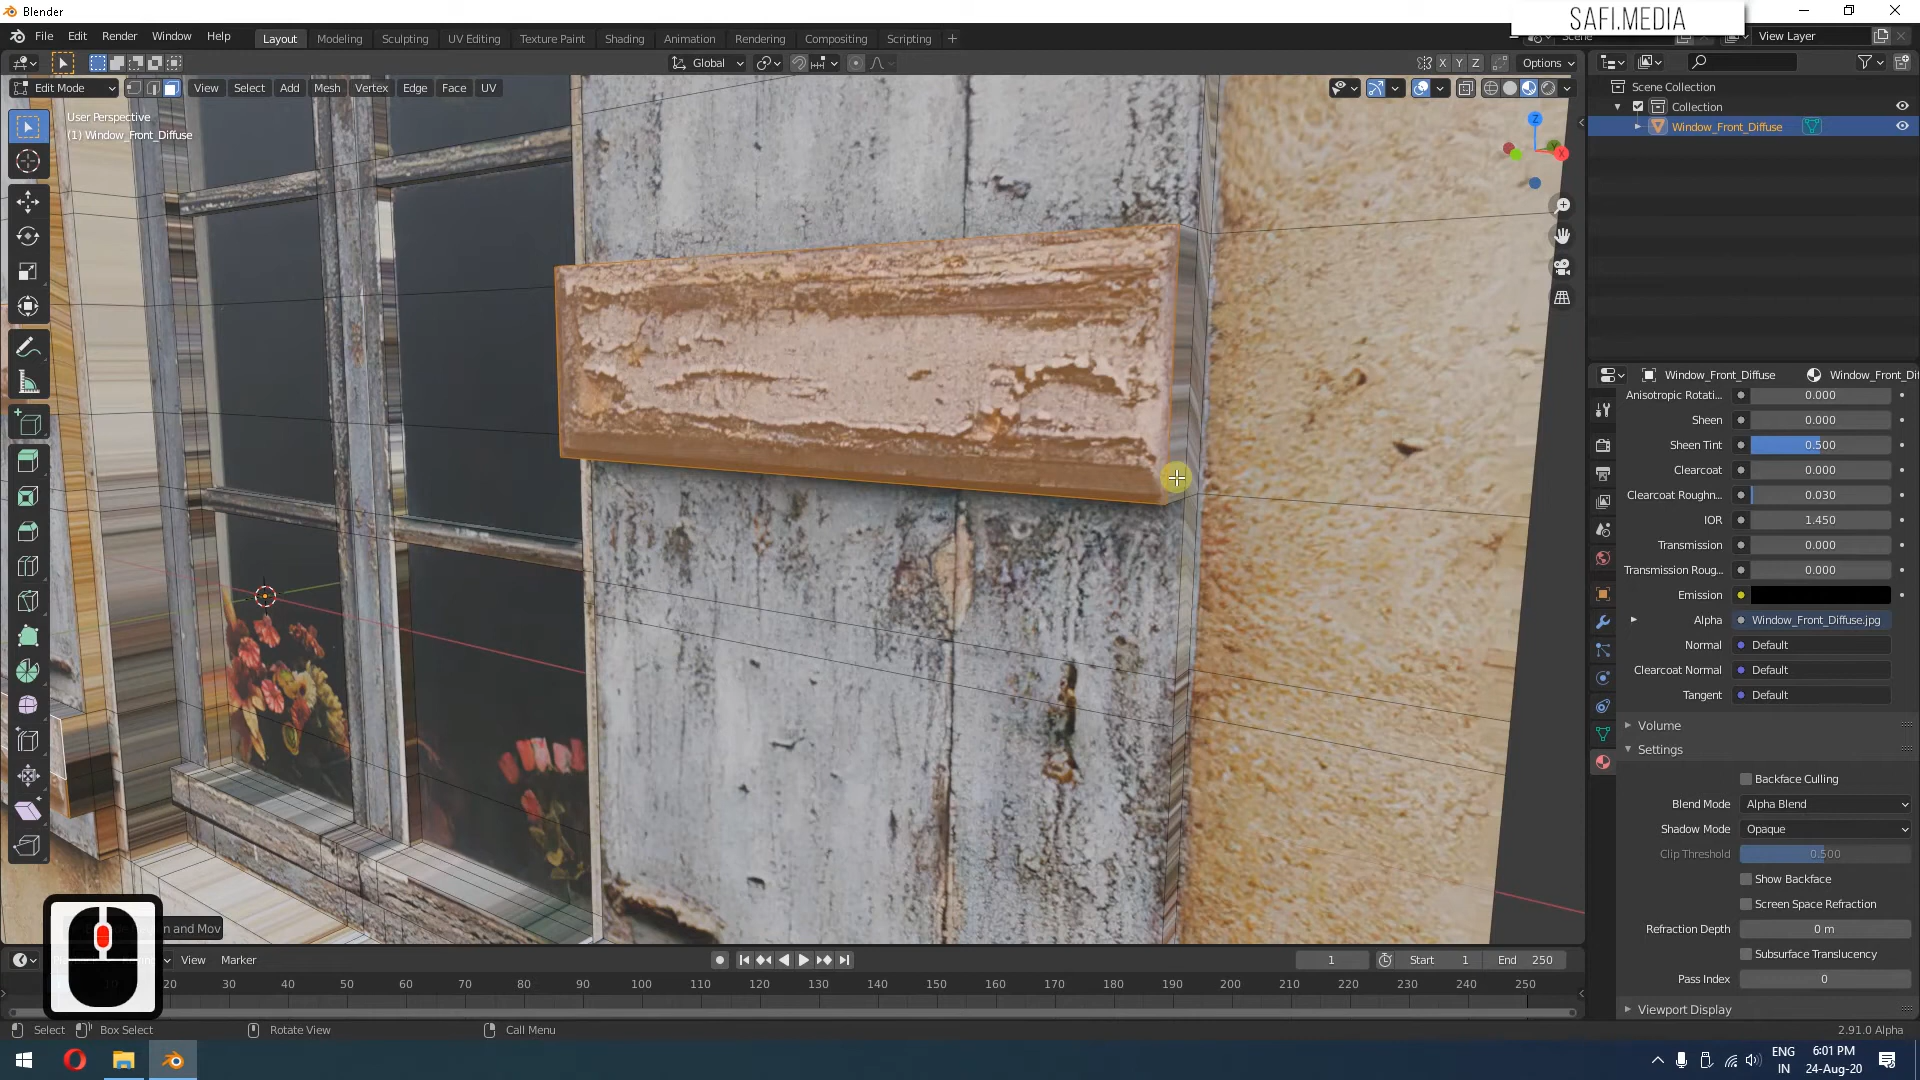 Blender
SAFI.MEDIA
File Edit Render Window Help
Layout Modeling Sculpting UV Editing Texture Paint Shading Animation Rendering Compositing Scripting
Scene View Layer
Global Options
X Y Z
Edit Mode View Select Add Mesh Vertex Edge Face UV
User Perspective
(1) Window_Front_Diffuse
Z
X
Scene Collection
Collection
Window_Front_Diffuse
Window_Front_Diffuse Window_Front_Di
Anisotropic Rotati... 0.000
Sheen 0.000
Sheen Tint 0.500
Clearcoat 0.000
Clearcoat Roughn... 0.030
IOR 1.450
Transmission 0.000
Transmission Roug... 0.000
Emission
Alpha Window_Front_Diffuse.jpg
Normal Default
Clearcoat Normal Default
Tangent Default
Volume
Settings
Backface Culling
Blend Mode Alpha Blend
Shadow Mode Opaque
Clip Threshold 0.500
Show Backface
Screen Space Refraction
Refraction Depth 0 m
Subsurface Translucency
Pass Index 0
Viewport Display
and Mov
View Marker
1 Start 1 End 250
20 30 40 50 60 70 80 90 100 110 120 130 140 150 160 170 180 190 200 210 220 230 240 250
Select Box Select Rotate View Call Menu
2.91.0 Alpha
ENG
IN
6:01 PM
24-Aug-20